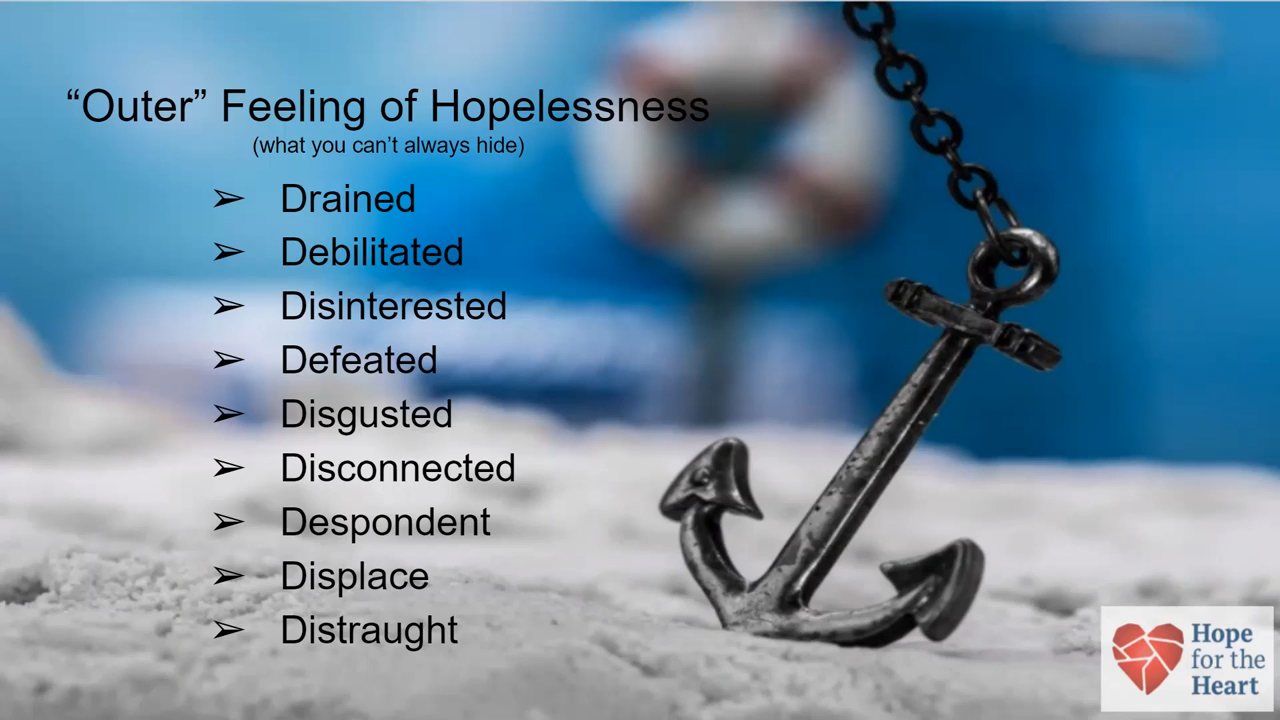 “Outer” Feeling of Hopelessness
(what you can’t always hide)
➢ Drained
➢ Debilitated
➢ Disinterested
➢ Defeated
➢ Disgusted
➢ Disconnected
➢ Despondent
➢ Displace
➢ Distraught
Hope
for the
Heart